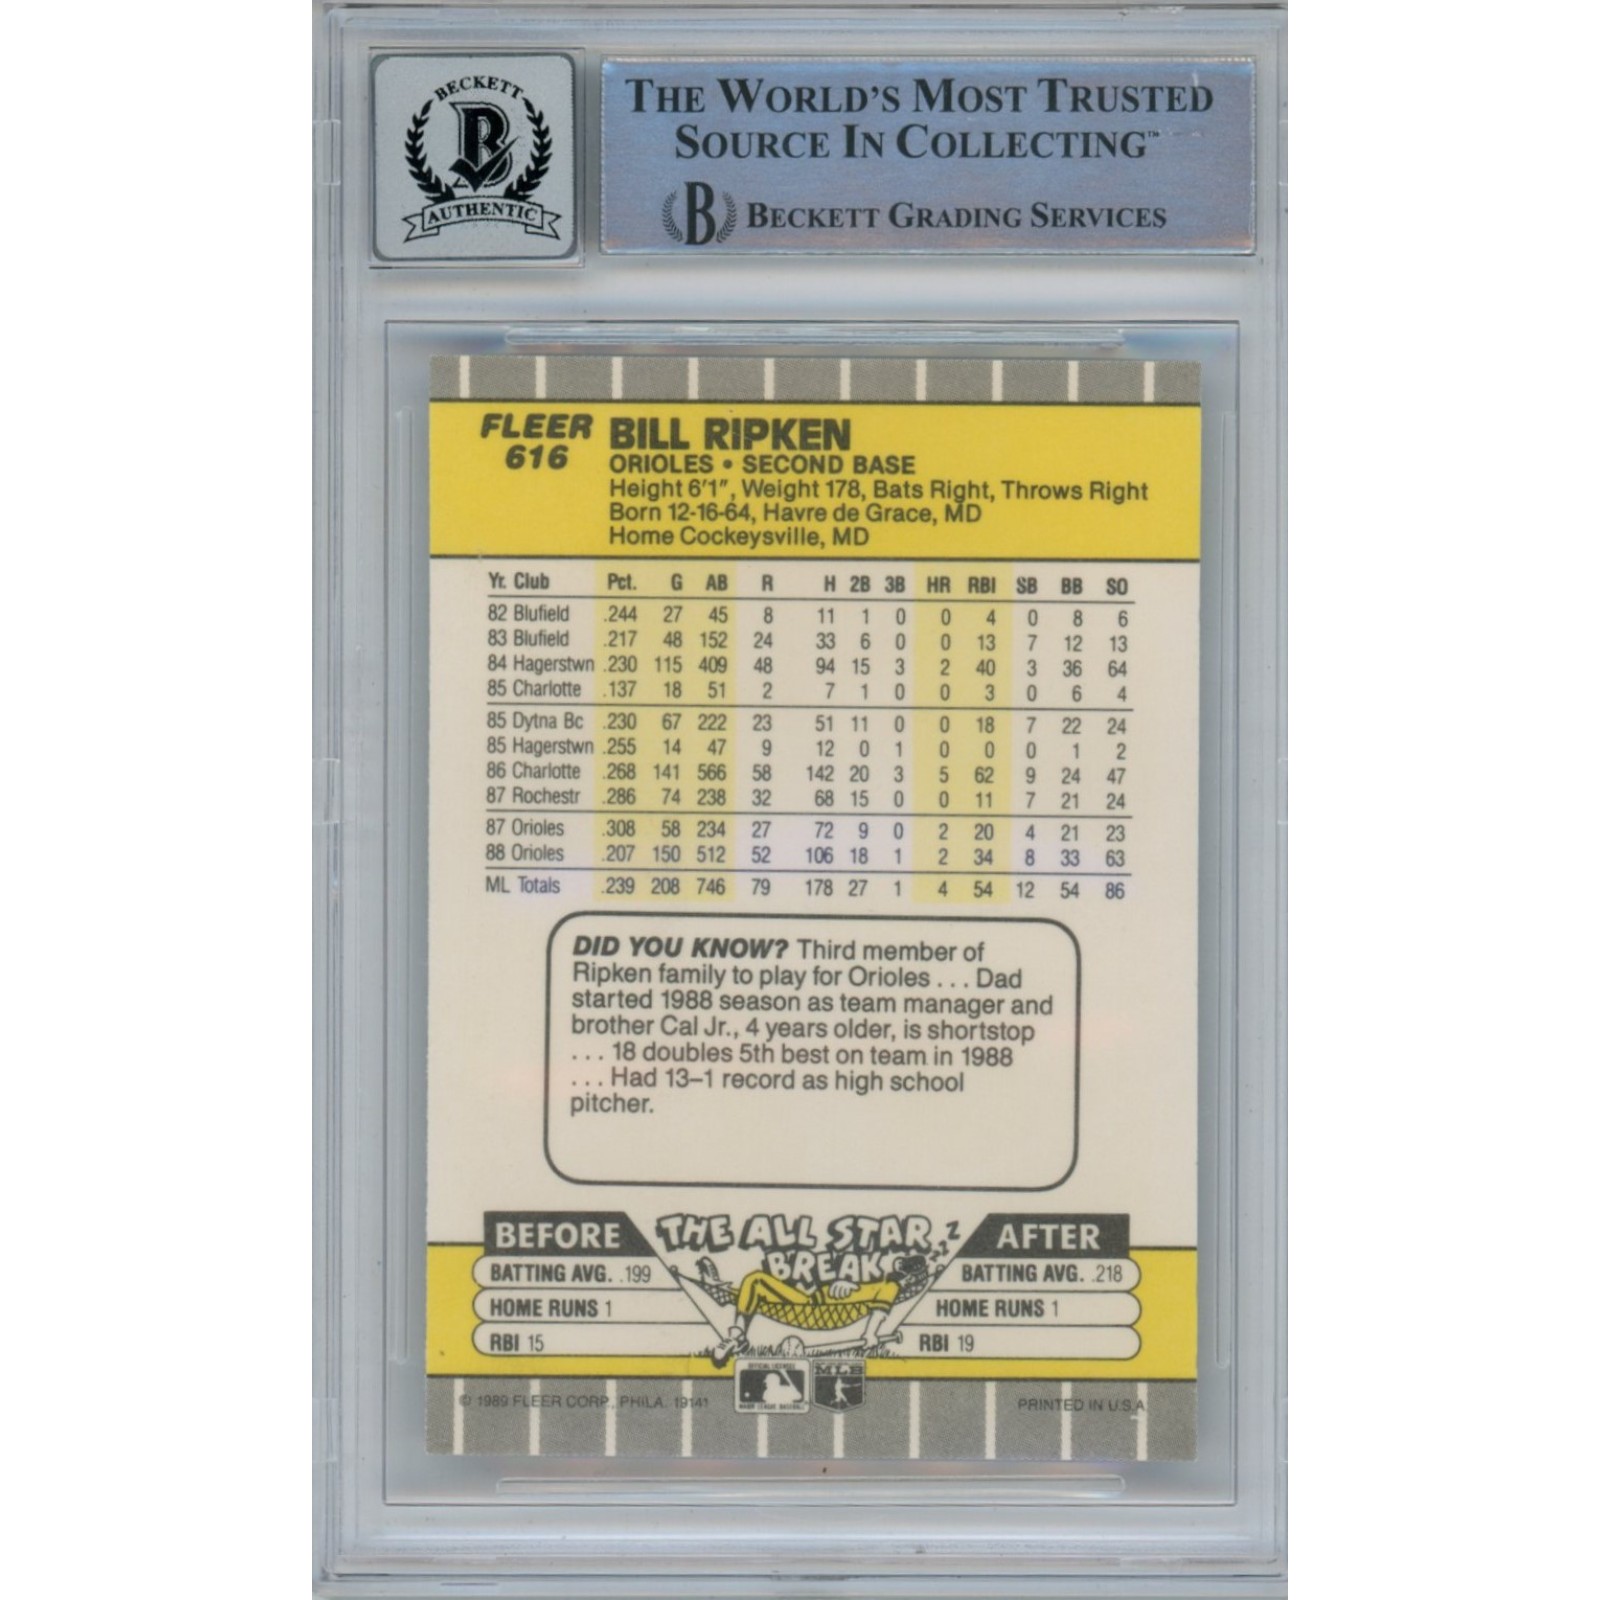 BECKETT
B
AUTHENTIC
THE WORLD'S MOST TRUSTED
SOURCE IN COLLECTING™
B BECKETT GRADING SERVICES
FLEER
616
BILL RIPKEN
ORIOLES • SECOND BASE
Height 6'1", Weight 178, Bats Right, Throws Right
Born 12-16-64, Havre de Grace, MD
Home Cockeysville, MD
Yr. Club Pct. G AB R H 2B 3B HR RBI SB BB SO
82 Blufield .244 27 45 8 11 1 0 0 4 0 8 6
83 Blufield .217 48 152 24 33 6 0 0 13 7 12 13
84 Hagerstwn .230 115 409 48 94 15 3 2 40 3 36 64
85 Charlotte .137 18 51 2 7 1 0 0 3 0 6 4
85 Dytna Bc .230 67 222 23 51 11 0 0 18 7 22 24
85 Hagerstwn .255 14 47 9 12 0 1 0 0 0 1 2
86 Charlotte .268 141 566 58 142 20 3 5 62 9 24 47
87 Rochestr .286 74 238 32 68 15 0 0 11 7 21 24
87 Orioles .308 58 234 27 72 9 0 2 20 4 21 23
88 Orioles .207 150 512 52 106 18 1 2 34 8 33 63
ML Totals .239 208 746 79 178 27 1 4 54 12 54 86
DID YOU KNOW? Third member of
Ripken family to play for Orioles . . . Dad
started 1988 season as team manager and
brother Cal Jr., 4 years older, is shortstop
. . . 18 doubles 5th best on team in 1988
. . . Had 13–1 record as high school
pitcher.
BEFORE THE ALL STAR BREAK ZZZ AFTER
BATTING AVG. .199 BATTING AVG. .218
HOME RUNS 1 HOME RUNS 1
RBI 15 RBI 19
OFFICIAL LICENSEE
MAJOR LEAGUE BASEBALL
MLB
© 1989 FLEER CORP., PHILA. 19141 PRINTED IN U.S.A.